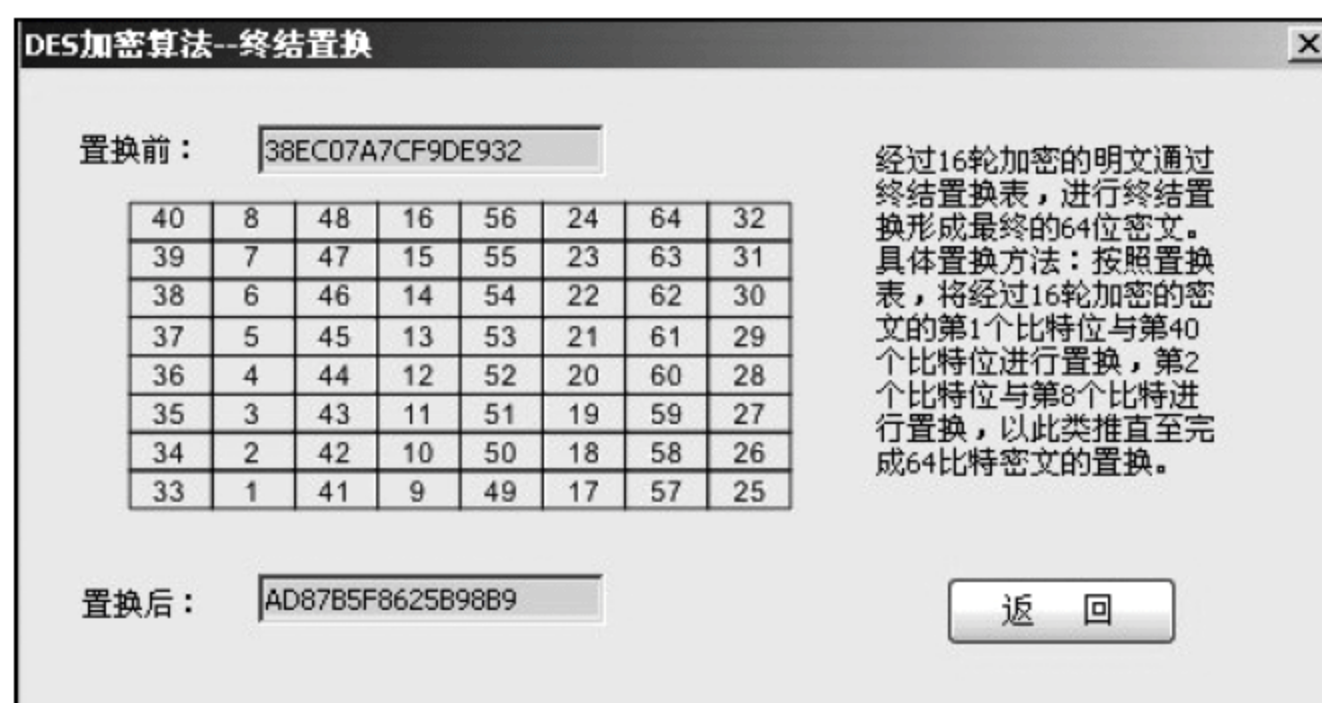 DES加密算法--终结置换
置换前：
38EC07A7CF9DE932
40 8 48 16 56 24 64 32
39 7 47 15 55 23 63 31
38 6 46 14 54 22 62 30
37 5 45 13 53 21 61 29
36 4 44 12 52 20 60 28
35 3 43 11 51 19 59 27
34 2 42 10 50 18 58 26
33 1 41 9 49 17 57 25
置换后：
AD87B5F8625B98B9
经过16轮加密的明文通过
终结置换表，进行终结置
换形成最终的64位密文。
具体置换方法：按照置换
表，将经过16轮加密的密
文的第1个比特位与第40
个比特位进行置换，第2
个比特位与第8个比特进
行置换，以此类推直至完
成64比特密文的置换。
返 回